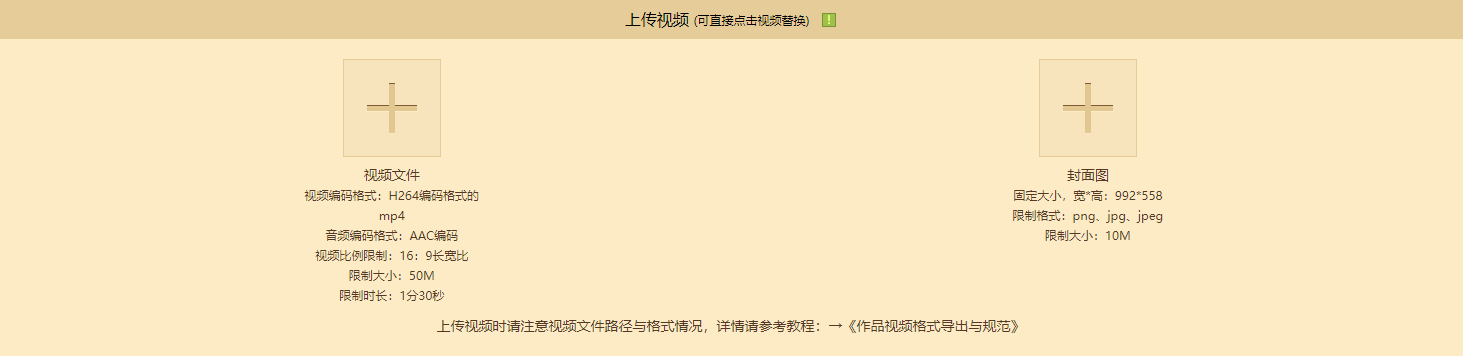 上传视频 (可直接点击视频替换) !
视频文件
视频编码格式：H264编码格式的
mp4
音频编码格式：AAC编码
视频比例限制：16：9长宽比
限制大小：50M
限制时长：1分30秒
封面图
固定大小，宽*高：992*558
限制格式：png、jpg、jpeg
限制大小：10M
上传视频时请注意视频文件路径与格式情况，详情请参考教程：→《作品视频格式导出与规范》